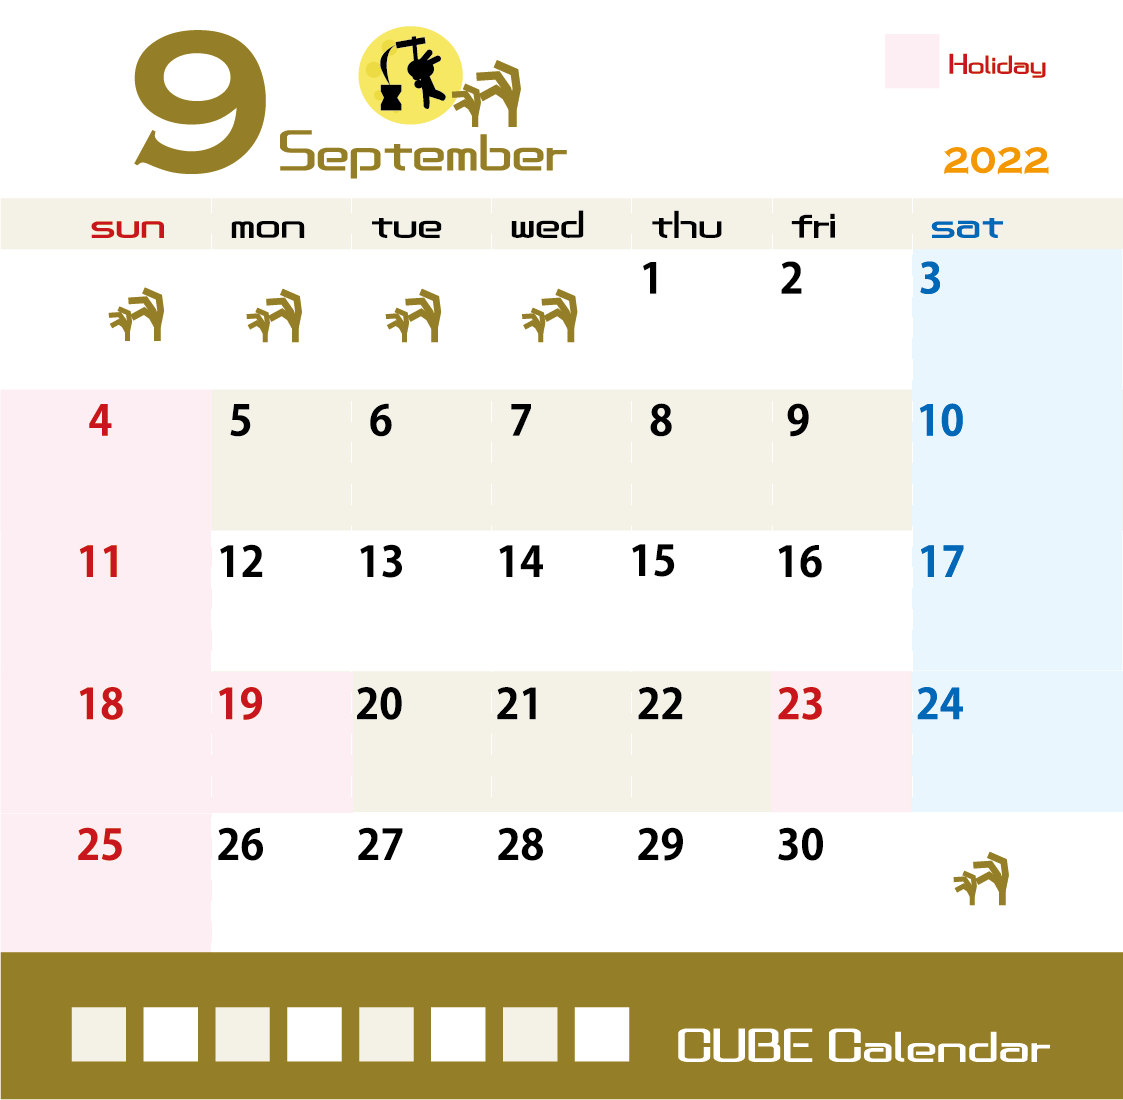 9 September
Holiday
2022
sun mon tue wed thu fri sat
1 2 3
4 5 6 7 8 9 10
11 12 13 14 15 16 17
18 19 20 21 22 23 24
25 26 27 28 29 30
CUBE Calendar